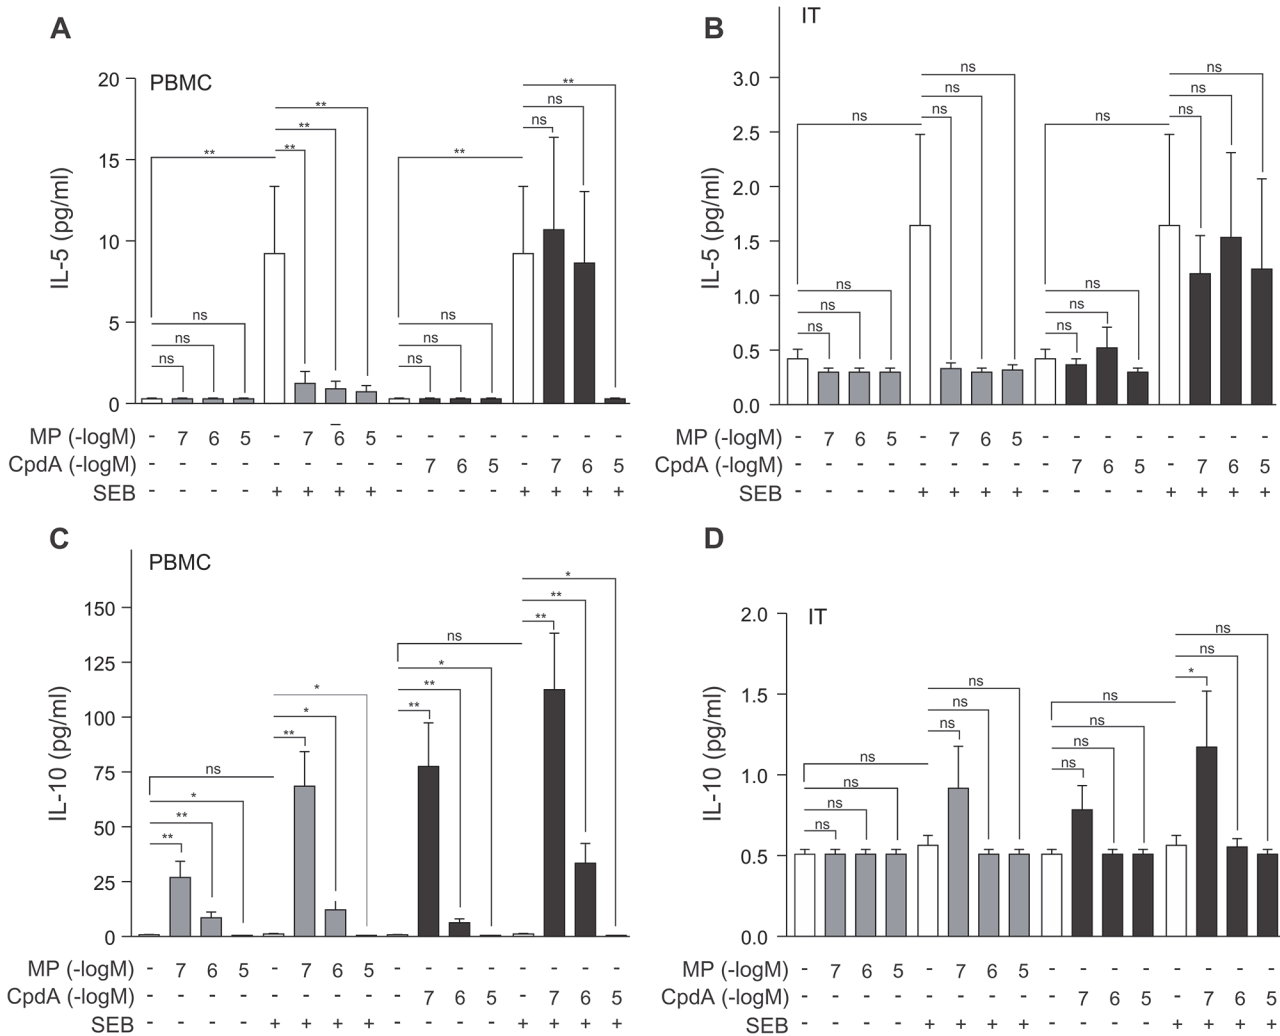 A
PBMC
IL-5 (pg/ml)
20
15
10
5
0
**
ns
ns
ns
**
**
**
**
ns
ns
ns
**
ns
ns
MP (-logM) - 7 6 5 - 7 6 5 - - - - - - - -
CpdA (-logM) - - - - - - - - - 7 6 5 - 7 6 5
SEB - - - - + + + + - - - - + + + +
B
IT
IL-5 (pg/ml)
3.0
2.5
2.0
1.5
1.0
0.5
0.0
ns
ns
ns
ns
ns
ns
ns
ns
ns
ns
ns
ns
ns
ns
MP (-logM) - 7 6 5 - 7 6 5 - - - - - - - -
CpdA (-logM) - - - - - - - - - 7 6 5 - 7 6 5
SEB - - - - + + + + - - - - + + + +
C
PBMC
IL-10 (pg/ml)
150
125
100
75
50
25
0
ns
*
**
**
*
*
**
ns
*
**
**
*
**
**
MP (-logM) - 7 6 5 - 7 6 5 - - - - - - - -
CpdA (-logM) - - - - - - - - - 7 6 5 - 7 6 5
SEB - - - - + + + + - - - - + + + +
D
IT
IL-10 (pg/ml)
2.0
1.5
1.0
0.5
0.0
ns
ns
ns
ns
ns
ns
ns
ns
ns
ns
ns
ns
ns
*
MP (-logM) - 7 6 5 - 7 6 5 - - - - - - - -
CpdA (-logM) - - - - - - - - - 7 6 5 - 7 6 5
SEB - - - - + + + + - - - - + + + +